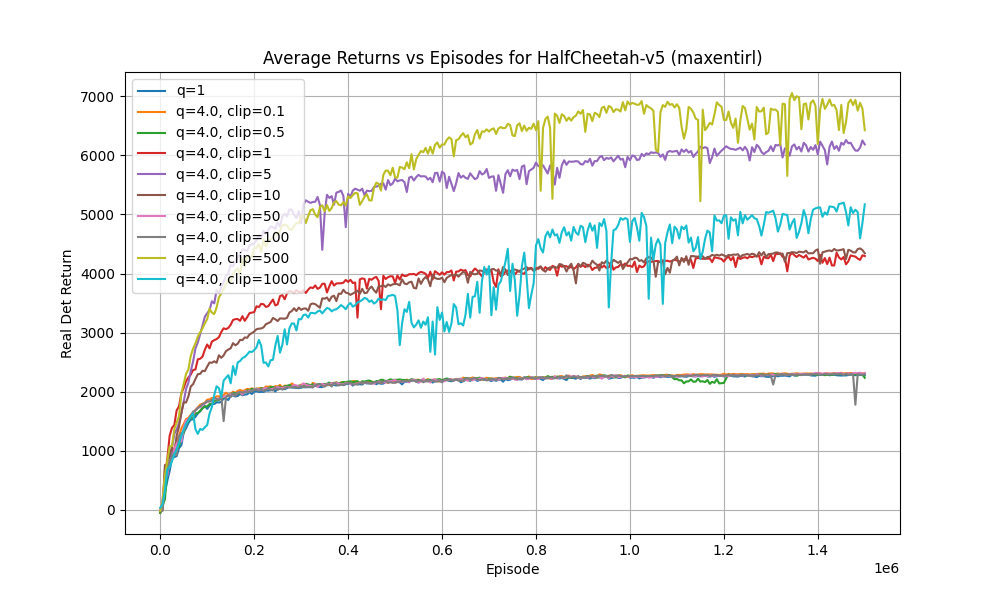 Average Returns vs Episodes for HalfCheetah-v5 (maxentirl)
q=1
q=4.0, clip=0.1
q=4.0, clip=0.5
q=4.0, clip=1
q=4.0, clip=5
q=4.0, clip=10
q=4.0, clip=50
q=4.0, clip=100
q=4.0, clip=500
q=4.0, clip=1000
Real Det Return
7000
6000
5000
4000
3000
2000
1000
0
0.0 0.2 0.4 0.6 0.8 1.0 1.2 1.4
1e6
Episode